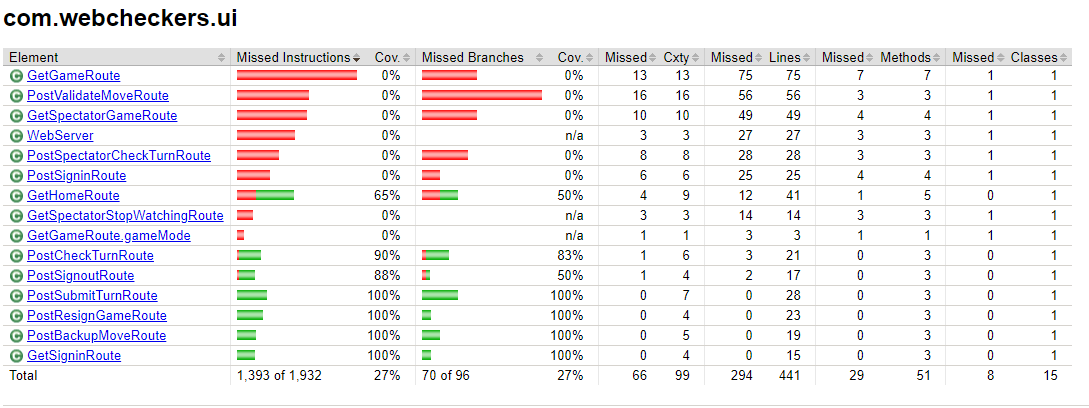 com.webcheckers.ui
Element Missed Instructions Cov. Missed Branches Cov. Missed Cxty Missed Lines Missed Methods Missed Classes
C GetGameRoute 0% 0% 13 13 75 75 7 7 1 1
C PostValidateMoveRoute 0% 0% 16 16 56 56 3 3 1 1
C GetSpectatorGameRoute 0% 0% 10 10 49 49 4 4 1 1
C WebServer 0% n/a 3 3 27 27 3 3 1 1
C PostSpectatorCheckTurnRoute 0% 0% 8 8 28 28 3 3 1 1
C PostSigninRoute 0% 0% 6 6 25 25 4 4 1 1
C GetHomeRoute 65% 50% 4 9 12 41 1 5 0 1
C GetSpectatorStopWatchingRoute 0% n/a 3 3 14 14 3 3 1 1
C GetGameRoute.gameMode 0% n/a 1 1 3 3 1 1 1 1
C PostCheckTurnRoute 90% 83% 1 6 3 21 0 3 0 1
C PostSignoutRoute 88% 50% 1 4 2 17 0 3 0 1
C PostSubmitTurnRoute 100% 100% 0 7 0 28 0 3 0 1
C PostResignGameRoute 100% 100% 0 4 0 23 0 3 0 1
C PostBackupMoveRoute 100% 100% 0 5 0 19 0 3 0 1
C GetSigninRoute 100% 100% 0 4 0 15 0 3 0 1
Total 1,393 of 1,932 27% 70 of 96 27% 66 99 294 441 29 51 8 15